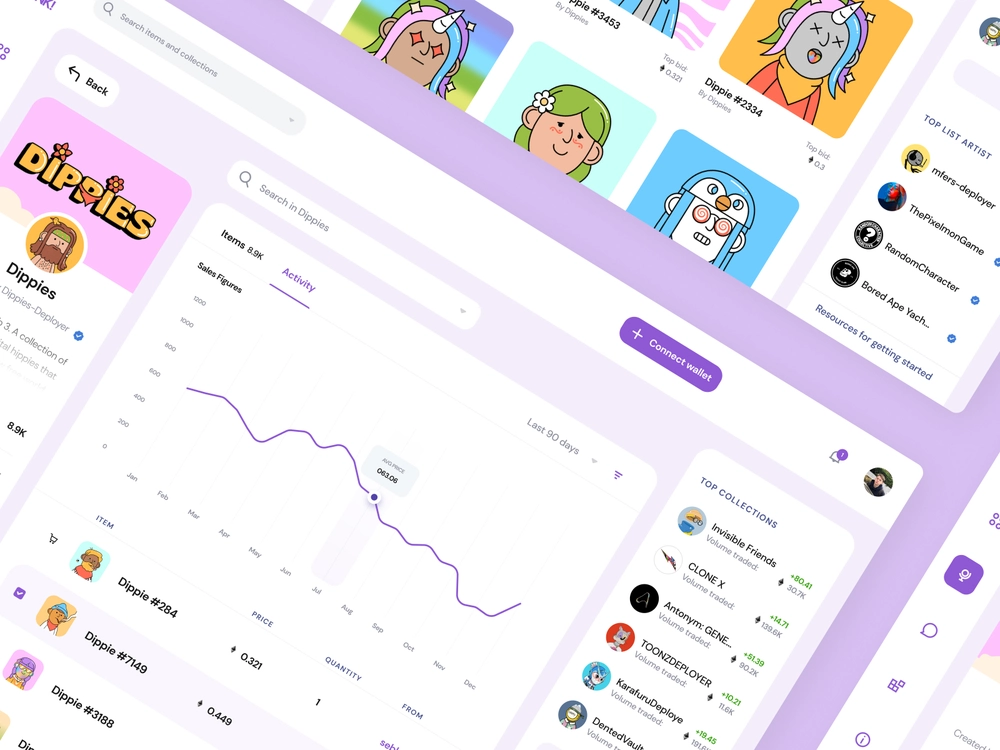 NK!
Search items and collections
Back
DIPPIES
Dippies
Dippies-Deployer
3. A collection of
hippies that
8.9K
Search in Dippies
Items 8.9K
Activity
Sales Figures
1200
1000
800
600
400
200
0
Jan
Feb
Mar
Apr
May
Jun
Jul
Aug
Sep
Oct
Nov
Dec
AVG PRICE
063.06
Last 90 days
ITEM
PRICE
QUANTITY
FROM
Dippie #284
0.321
1
Dippie #7149
0.449
Dippie #3188
Connect wallet
1
TOP COLLECTIONS
Invisible Friends
Volume traded:
+80.41
30.7K
CLONE X
Volume traded:
+14.71
139.6K
Antonym: GENE...
Volume traded:
+51.39
90.2K
TOONZDEPLOYER
Volume traded:
+10.21
11.6K
KarafuruDeploye
Volume traded:
+19.45
DentedVault
Dippie #3453
By Dippies
Top bid:
0.321
Dippie #2334
By Dippies
Top bid:
0.3
TOP LIST ARTIST
mfers-deployer
ThePixelmonGame
RandomCharacter
Bored Ape Yach...
Resources for getting started
Created